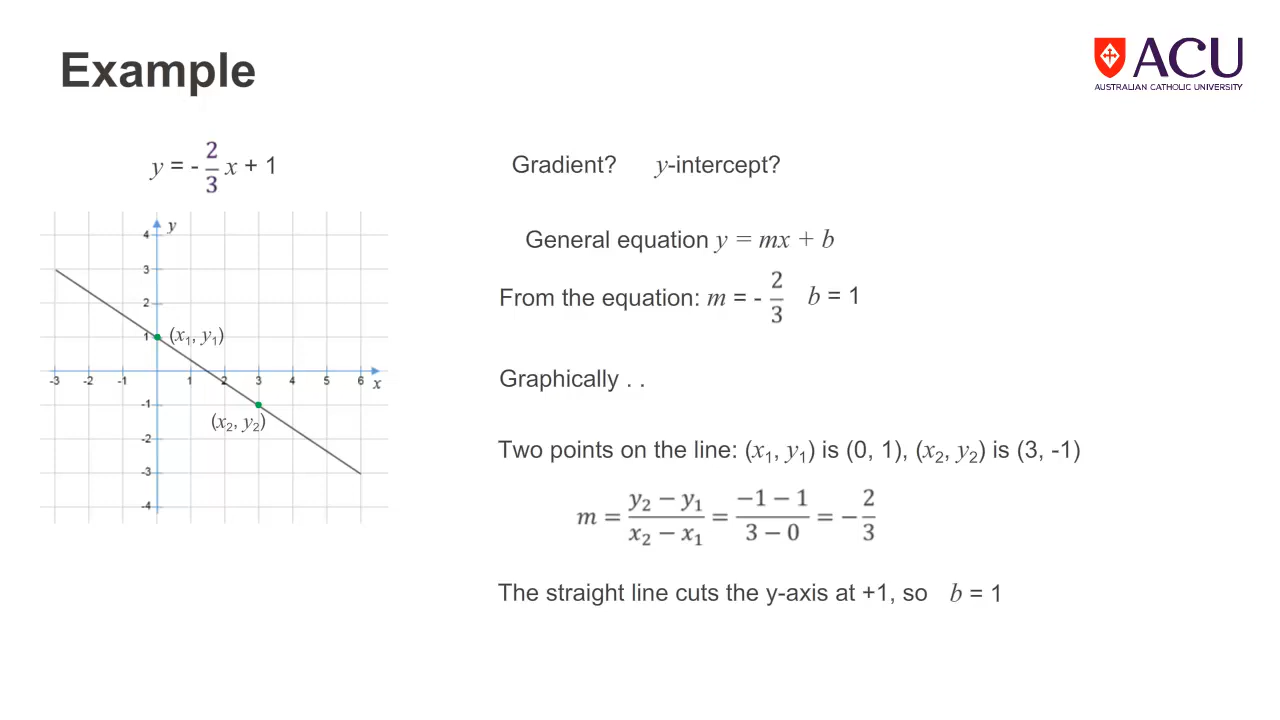 Example
ACU
AUSTRALIAN CATHOLIC UNIVERSITY
y = - 2/3 x + 1
Gradient? y-intercept?
General equation y = mx + b
From the equation: m = - 2/3 b = 1
Graphically . .
Two points on the line: (x₁, y₁) is (0, 1), (x₂, y₂) is (3, -1)
m = (y₂ − y₁)/(x₂ − x₁) = (−1 − 1)/(3 − 0) = − 2/3
The straight line cuts the y-axis at +1, so b = 1
y
4
3
2
1 (x₁, y₁)
-3 -2 -1 1 2 3 4 5 6 x
-1
(x₂, y₂)
-2
-3
-4